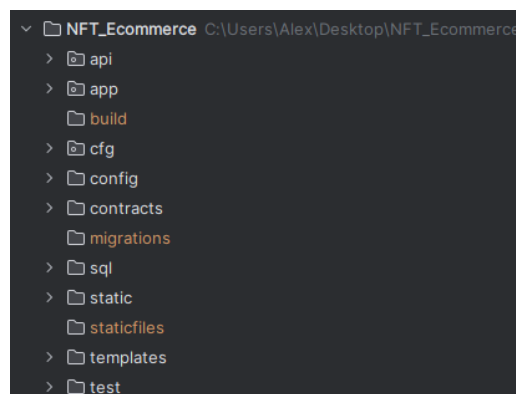 NFT_Ecommerce C:\Users\Alex\Desktop\NFT_Ecommerce
api
app
build
cfg
config
contracts
migrations
sql
static
staticfiles
templates
test